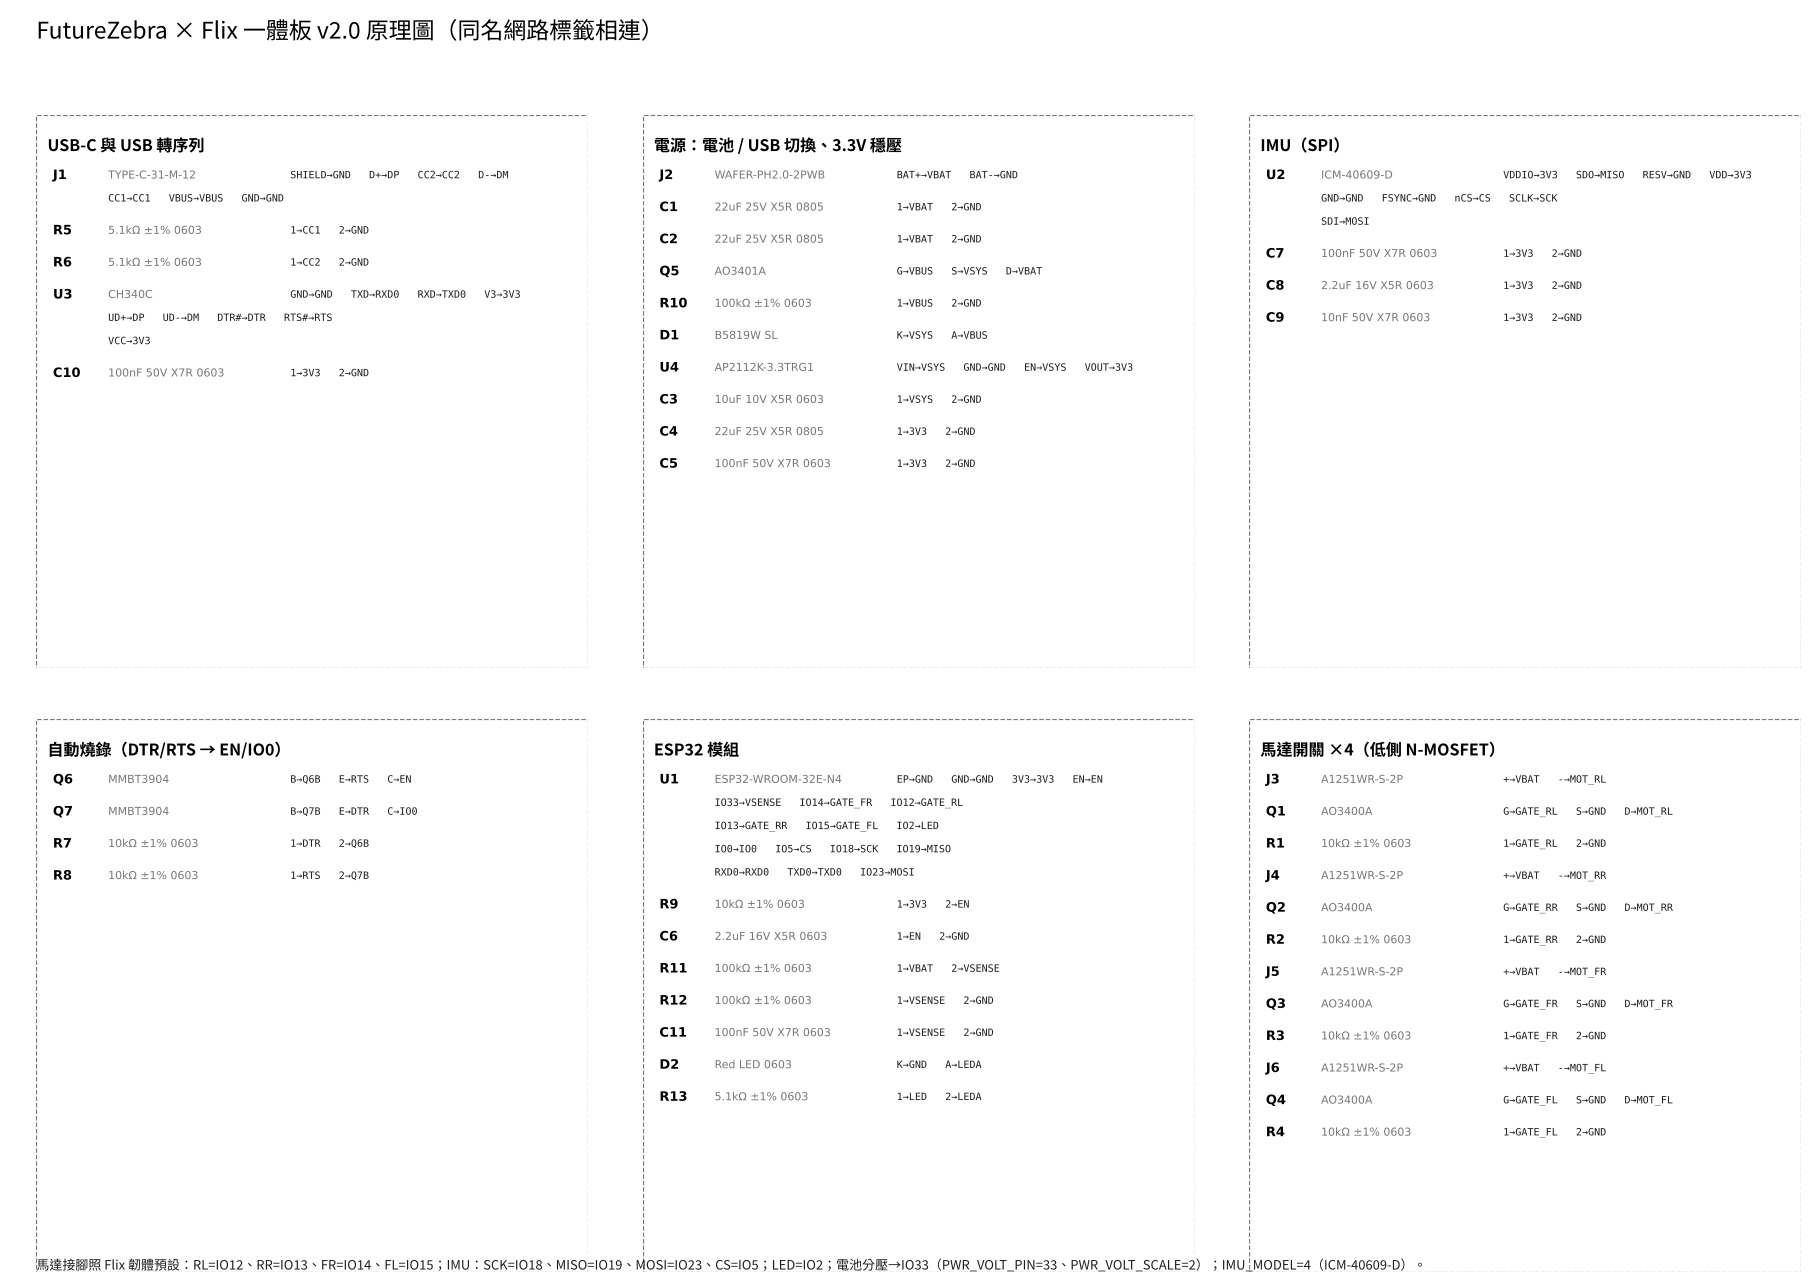 FutureZebra × Flix 一體板 v2.0 原理圖（同名網路標籤相連）
USB-C 與 USB 轉序列
J1 TYPE-C-31-M-12 SHIELD→GND D+→DP CC2→CC2 D-→DM
CC1→CC1 VBUS→VBUS GND→GND
R5 5.1kΩ ±1% 0603 1→CC1 2→GND
R6 5.1kΩ ±1% 0603 1→CC2 2→GND
U3 CH340C GND→GND TXD→RXD0 RXD→TXD0 V3→3V3
UD+→DP UD-→DM DTR#→DTR RTS#→RTS
VCC→3V3
C10 100nF 50V X7R 0603 1→3V3 2→GND
電源：電池 / USB 切換、3.3V 穩壓
J2 WAFER-PH2.0-2PWB BAT+→VBAT BAT-→GND
C1 22uF 25V X5R 0805 1→VBAT 2→GND
C2 22uF 25V X5R 0805 1→VBAT 2→GND
Q5 AO3401A G→VBUS S→VSYS D→VBAT
R10 100kΩ ±1% 0603 1→VBUS 2→GND
D1 B5819W SL K→VSYS A→VBUS
U4 AP2112K-3.3TRG1 VIN→VSYS GND→GND EN→VSYS VOUT→3V3
C3 10uF 10V X5R 0603 1→VSYS 2→GND
C4 22uF 25V X5R 0805 1→3V3 2→GND
C5 100nF 50V X7R 0603 1→3V3 2→GND
IMU（SPI）
U2 ICM-40609-D VDDIO→3V3 SDO→MISO RESV→GND VDD→3V3
GND→GND FSYNC→GND nCS→CS SCLK→SCK
SDI→MOSI
C7 100nF 50V X7R 0603 1→3V3 2→GND
C8 2.2uF 16V X5R 0603 1→3V3 2→GND
C9 10nF 50V X7R 0603 1→3V3 2→GND
自動燒錄（DTR/RTS → EN/IO0）
Q6 MMBT3904 B→Q6B E→RTS C→EN
Q7 MMBT3904 B→Q7B E→DTR C→IO0
R7 10kΩ ±1% 0603 1→DTR 2→Q6B
R8 10kΩ ±1% 0603 1→RTS 2→Q7B
ESP32 模組
U1 ESP32-WROOM-32E-N4 EP→GND GND→GND 3V3→3V3 EN→EN
IO33→VSENSE IO14→GATE_FR IO12→GATE_RL
IO13→GATE_RR IO15→GATE_FL IO2→LED
IO0→IO0 IO5→CS IO18→SCK IO19→MISO
RXD0→RXD0 TXD0→TXD0 IO23→MOSI
R9 10kΩ ±1% 0603 1→3V3 2→EN
C6 2.2uF 16V X5R 0603 1→EN 2→GND
R11 100kΩ ±1% 0603 1→VBAT 2→VSENSE
R12 100kΩ ±1% 0603 1→VSENSE 2→GND
C11 100nF 50V X7R 0603 1→VSENSE 2→GND
D2 Red LED 0603 K→GND A→LEDA
R13 5.1kΩ ±1% 0603 1→LED 2→LEDA
馬達開關 ×4（低側 N-MOSFET）
J3 A1251WR-S-2P +→VBAT -→MOT_RL
Q1 AO3400A G→GATE_RL S→GND D→MOT_RL
R1 10kΩ ±1% 0603 1→GATE_RL 2→GND
J4 A1251WR-S-2P +→VBAT -→MOT_RR
Q2 AO3400A G→GATE_RR S→GND D→MOT_RR
R2 10kΩ ±1% 0603 1→GATE_RR 2→GND
J5 A1251WR-S-2P +→VBAT -→MOT_FR
Q3 AO3400A G→GATE_FR S→GND D→MOT_FR
R3 10kΩ ±1% 0603 1→GATE_FR 2→GND
J6 A1251WR-S-2P +→VBAT -→MOT_FL
Q4 AO3400A G→GATE_FL S→GND D→MOT_FL
R4 10kΩ ±1% 0603 1→GATE_FL 2→GND
馬達接腳照 Flix 韌體預設：RL=IO12、RR=IO13、FR=IO14、FL=IO15；IMU：SCK=IO18、MISO=IO19、MOSI=IO23、CS=IO5；LED=IO2；電池分壓→IO33（PWR_VOLT_PIN=33、PWR_VOLT_SCALE=2）；IMU_MODEL=4（ICM-40609-D）。